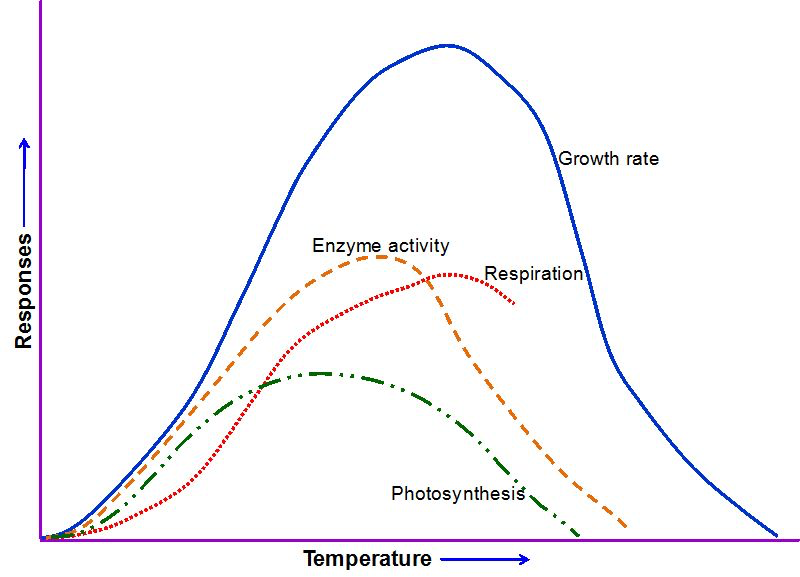 Growth rate
Enzyme activity
Respiration
Responses
Photosynthesis
Temperature